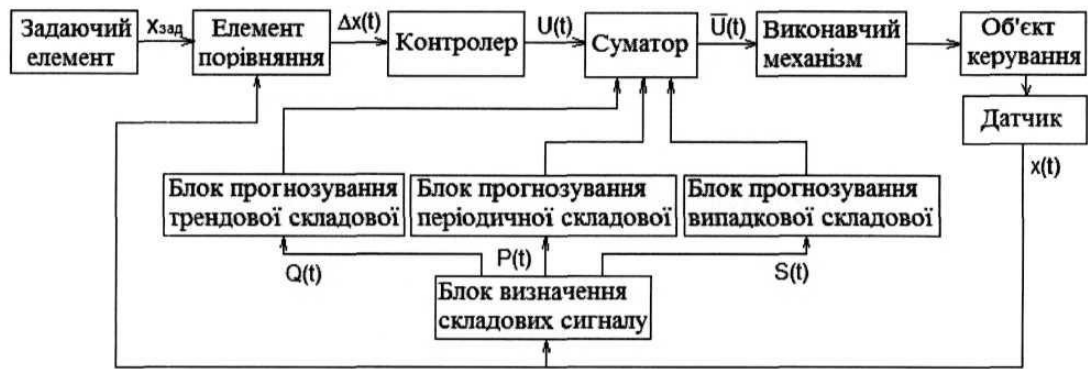 Задаючий
елемент
Xзад
Елемент
порівняння
Δx(t)
Контролер
U(t)
Суматор
U̅(t)
Виконавчий
механізм
Об'єкт
керування
Датчик
x(t)
Блок прогнозування
трендової складової
Блок прогнозування
періодичної складової
Блок прогнозування
випадкової складової
Q(t)
P(t)
S(t)
Блок визначення
складових сигналу